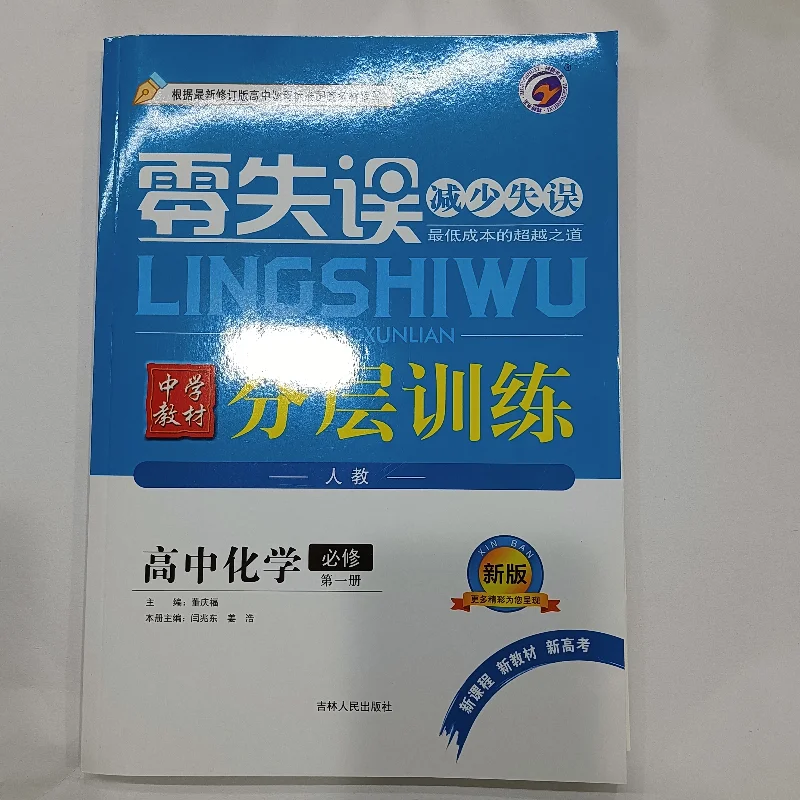 根据最新修订版高中
零失误
减少失误
最低成本的超越之道
LINGSHIWU
XUNLIAN
中学
教材
分层训练
人教
高中化学 必修
第一册
XIN BAN
新版
更多精彩为您呈现
主 编：董庆福
本册主编：闫兆东 姜 浩
新课程 新教材 新高考
吉林人民出版社